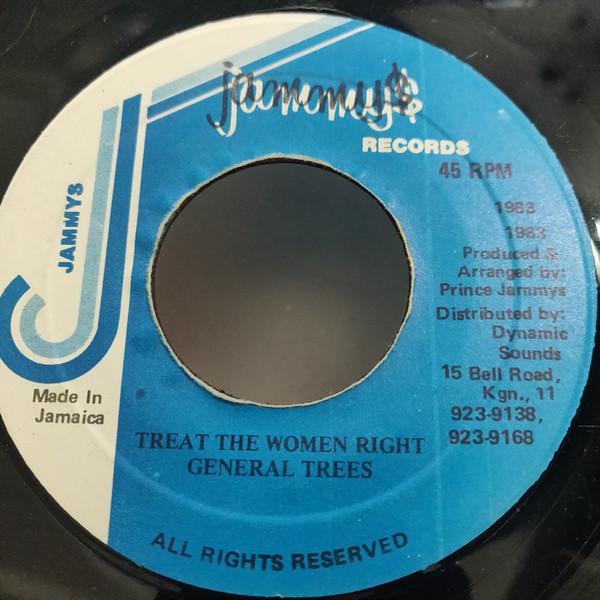 jammy$
RECORDS
45 RPM
JAMMYS
1983
1983
Produced &
Arranged by:
Prince Jammys
Distributed by:
Dynamic
Sounds
15 Bell Road,
Kgn., 11
923-9138,
923-9168
Made In
Jamaica
TREAT THE WOMEN RIGHT
GENERAL TREES
ALL RIGHTS RESERVED